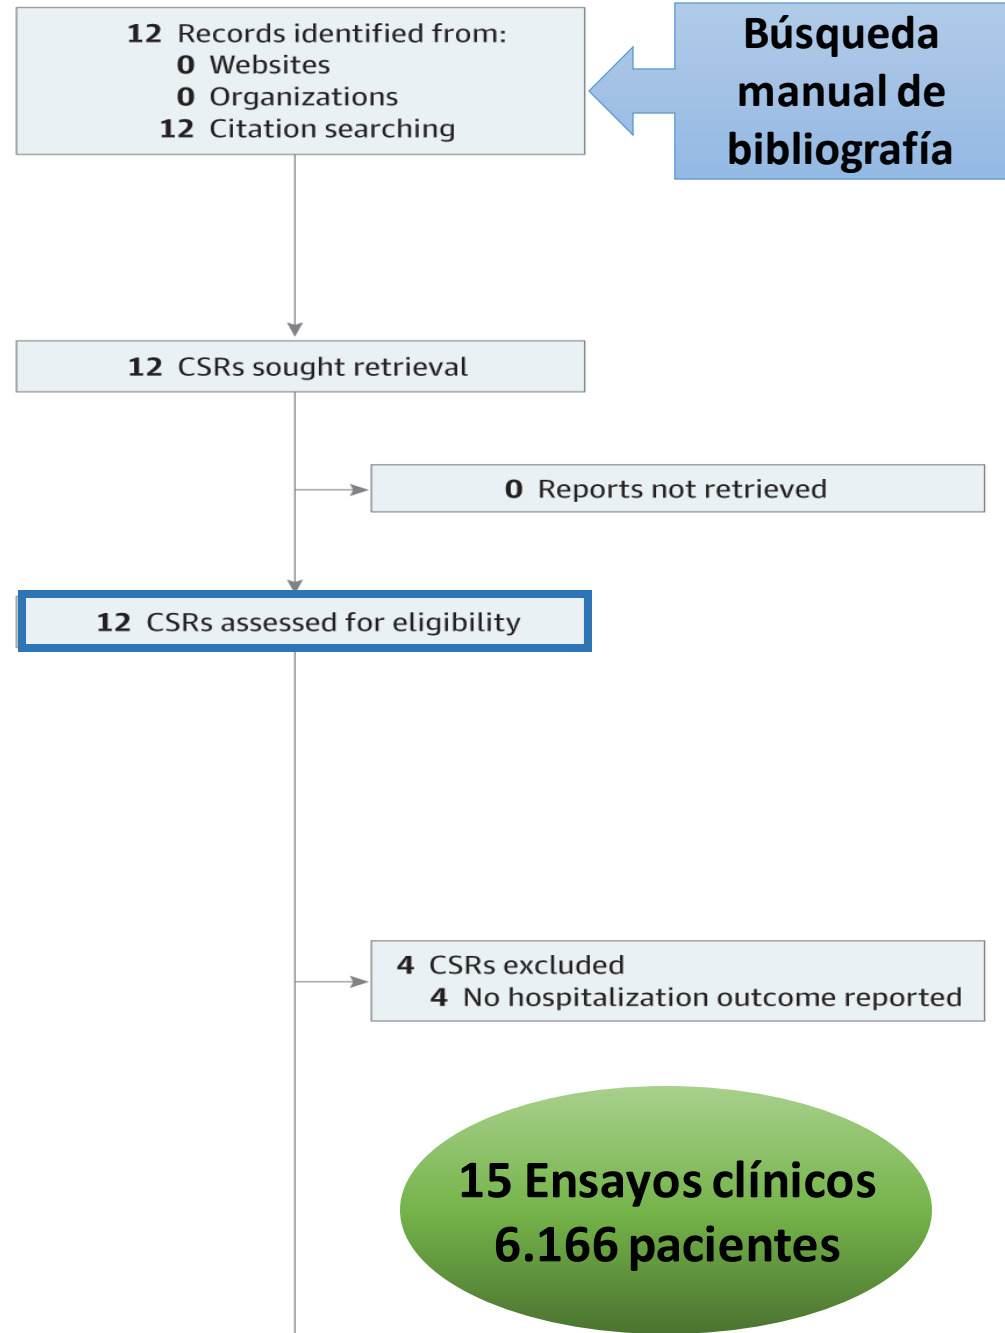 12 Records identified from:
0 Websites
0 Organizations
12 Citation searching
Búsqueda
manual de
bibliografía
12 CSRs sought retrieval
0 Reports not retrieved
12 CSRs assessed for eligibility
4 CSRs excluded
4 No hospitalization outcome reported
15 Ensayos clínicos
6.166 pacientes